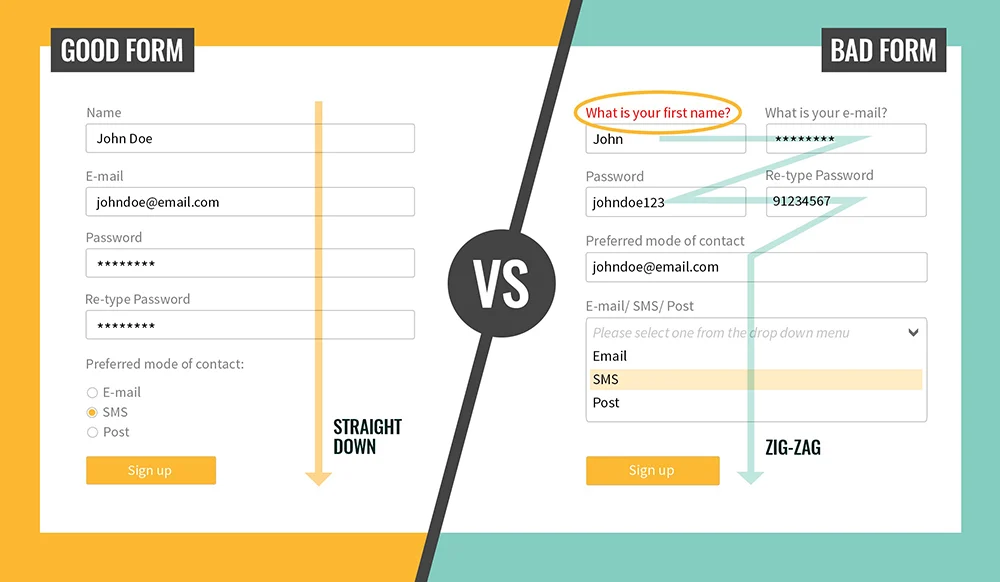 GOOD FORM
Name
John Doe
E-mail
johndoe@email.com
Password
********
Re-type Password
********
Preferred mode of contact:
E-mail
SMS
Post
Sign up
STRAIGHT
DOWN
VS
BAD FORM
What is your first name?
What is your e-mail?
John
********
Password
Re-type Password
johndoe123
91234567
Preferred mode of contact
johndoe@email.com
E-mail/ SMS/ Post
Please select one from the drop down menu
Email
SMS
Post
Sign up
ZIG-ZAG